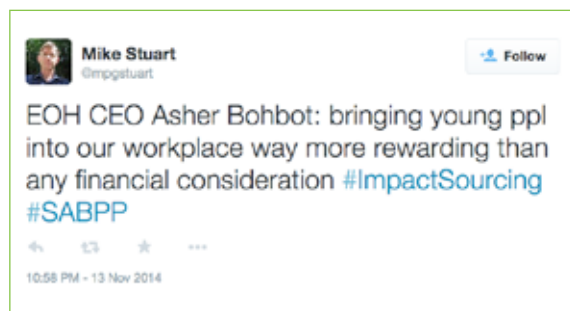 Mike Stuart
@mpgstuart
Follow
EOH CEO Asher Bohbot: bringing young ppl
into our workplace way more rewarding than
any financial consideration #ImpactSourcing
#SABPP
10:58 PM - 13 Nov 2014